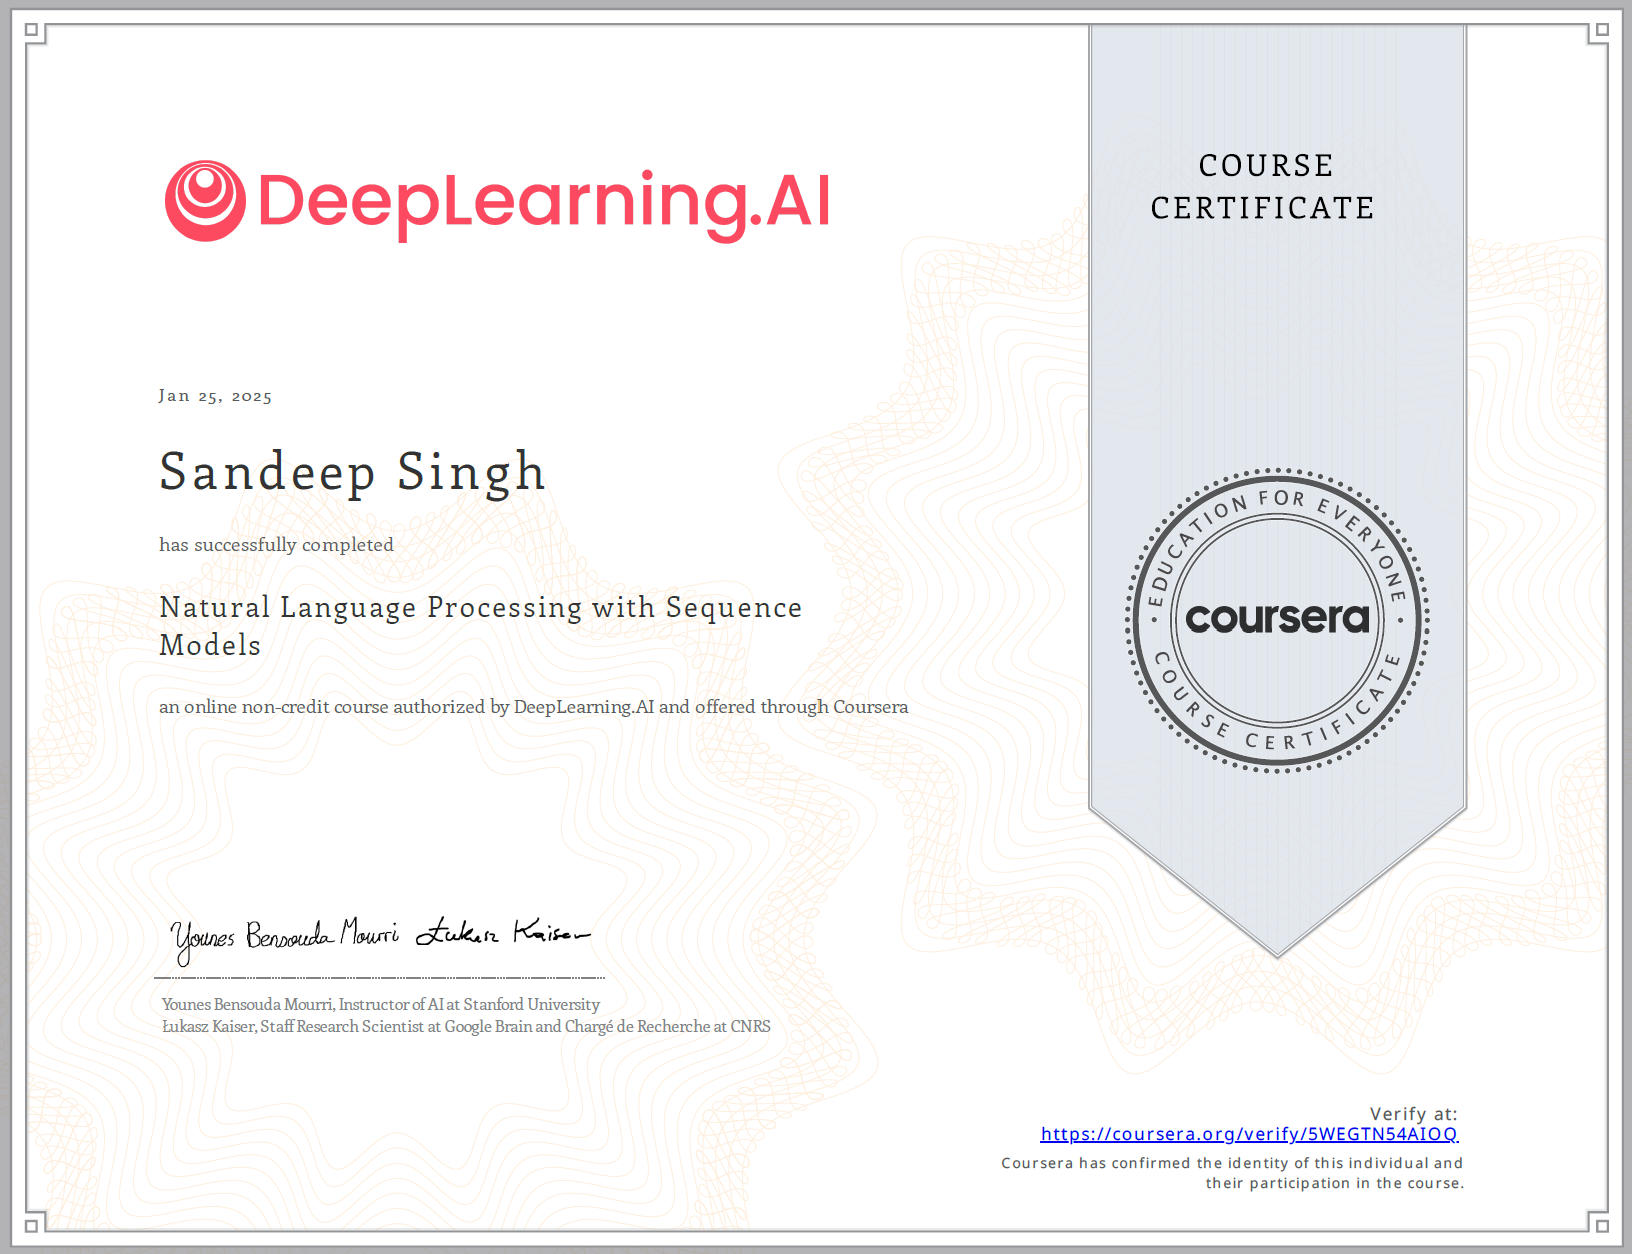 DeepLearning.AI
COURSE
CERTIFICATE
Jan 25, 2025
Sandeep Singh
has successfully completed
Natural Language Processing with Sequence
Models
an online non-credit course authorized by DeepLearning.AI and offered through Coursera
EDUCATION FOR EVERYONE
coursera
COURSE CERTIFICATE
Younes Bensouda Mourri Łukasz Kaiser
Younes Bensouda Mourri, Instructor of AI at Stanford University
Łukasz Kaiser, Staff Research Scientist at Google Brain and Chargé de Recherche at CNRS
Verify at:
https://coursera.org/verify/5WEGTN54AIOQ
Coursera has confirmed the identity of this individual and
their participation in the course.